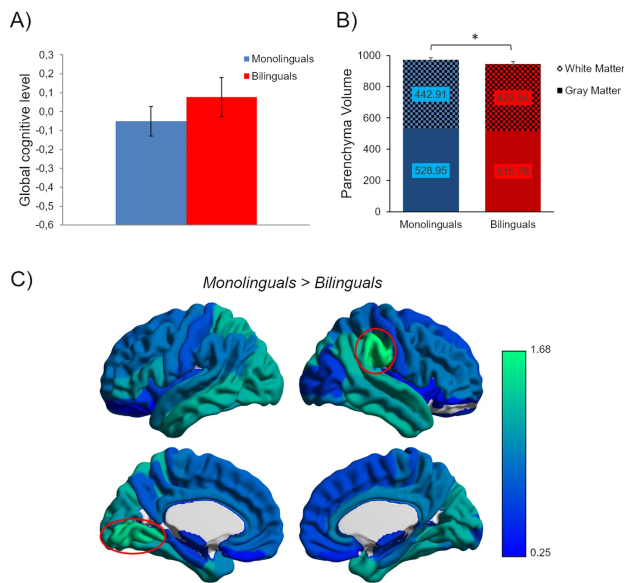 A)
Global cognitive level
0,3
0,2
0,1
0,0
-0,1
-0,2
-0,3
-0,4
-0,5
-0,6
Monolinguals
Bilinguals
B)
*
Parenchyma Volume
1000
800
600
400
200
0
442.91
528.95
515.78
Monolinguals
Bilinguals
White Matter
Gray Matter
C)
Monolinguals > Bilinguals
1.68
0.25